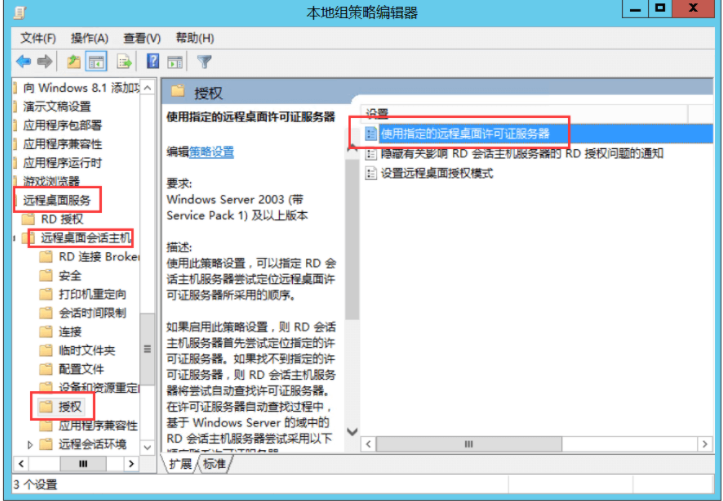 本地组策略编辑器
文件(F) 操作(A) 查看(V) 帮助(H)
向 Windows 8.1 添加功
演示文稿设置
应用程序包部署
应用程序兼容性
应用程序运行时
游戏浏览器
远程桌面服务
RD 授权
远程桌面会话主机
RD 连接 Broker
安全
打印机重定向
会话时间限制
连接
临时文件夹
配置文件
设备和资源重定
授权
应用程序兼容性
远程会话环境
授权
使用指定的远程桌面许可证服务器
编辑策略设置
要求:
Windows Server 2003 (带
Service Pack 1) 及以上版本
描述:
使用此策略设置，可以指定 RD 会
话主机服务器尝试定位远程桌面许
可证服务器所采用的顺序。
如果启用此策略设置，则 RD 会话
主机服务器首先尝试定位指定的许
可证服务器。如果找不到指定的许
可证服务器，则 RD 会话主机服务
器将尝试自动查找许可证服务器。
在许可证服务器自动查找过程中，
基于 Windows Server 的域中的
RD 会话主机服务器尝试采用以下
设置
使用指定的远程桌面许可证服务器
隐藏有关影响 RD 会话主机服务器的 RD 授权问题的通知
设置远程桌面授权模式
扩展 标准
3 个设置